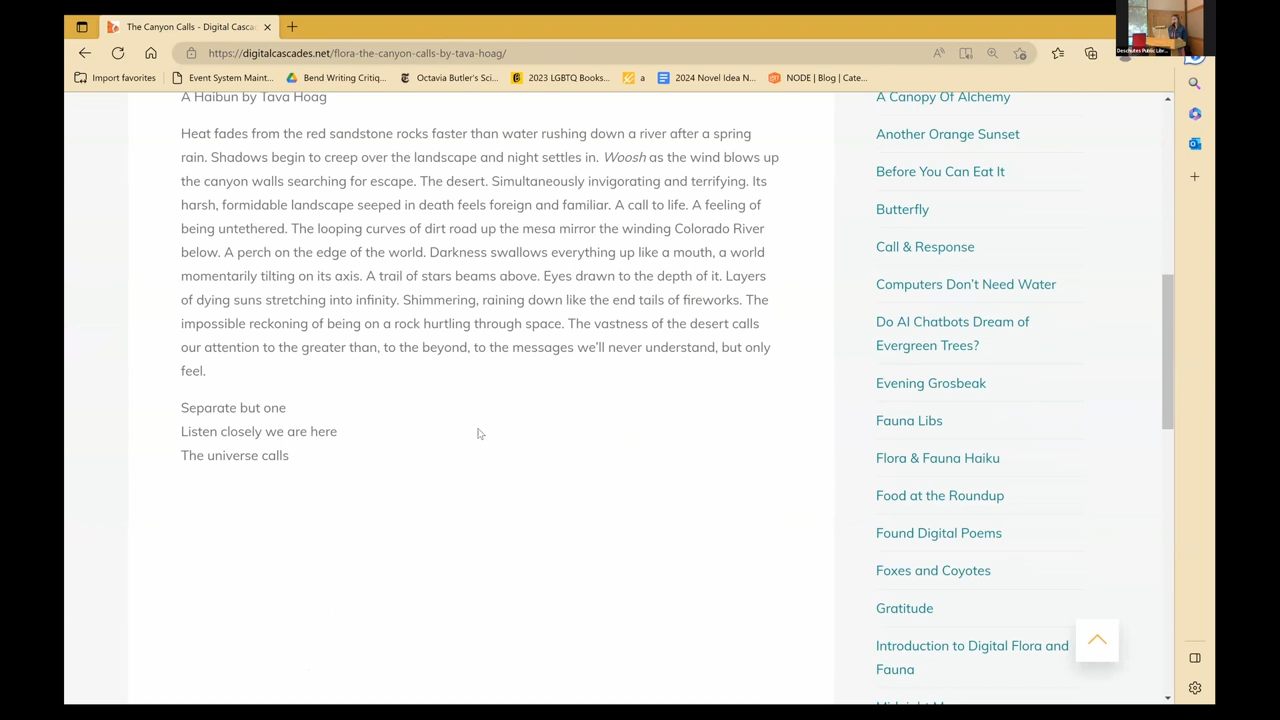 The Canyon Calls - Digital Casca
https://digitalcascades.net/flora-the-canyon-calls-by-tava-hoag/
Deschutes Public Libr...
Import favorites
Event System Maint...
Bend Writing Critiq...
Octavia Butler's Sci...
2023 LGBTQ Books...
a
2024 Novel Idea N...
NODE | Blog | Cate...
A Haibun by Tava Hoag
Heat fades from the red sandstone rocks faster than water rushing down a river after a spring
rain. Shadows begin to creep over the landscape and night settles in. Woosh as the wind blows up
the canyon walls searching for escape. The desert. Simultaneously invigorating and terrifying. Its
harsh, formidable landscape seeped in death feels foreign and familiar. A call to life. A feeling of
being untethered. The looping curves of dirt road up the mesa mirror the winding Colorado River
below. A perch on the edge of the world. Darkness swallows everything up like a mouth, a world
momentarily tilting on its axis. A trail of stars beams above. Eyes drawn to the depth of it. Layers
of dying suns stretching into infinity. Shimmering, raining down like the end tails of fireworks. The
impossible reckoning of being on a rock hurtling through space. The vastness of the desert calls
our attention to the greater than, to the beyond, to the messages we'll never understand, but only
feel.
Separate but one
Listen closely we are here
The universe calls
A Canopy Of Alchemy
Another Orange Sunset
Before You Can Eat It
Butterfly
Call & Response
Computers Don't Need Water
Do AI Chatbots Dream of
Evergreen Trees?
Evening Grosbeak
Fauna Libs
Flora & Fauna Haiku
Food at the Roundup
Found Digital Poems
Foxes and Coyotes
Gratitude
Introduction to Digital Flora and
Fauna